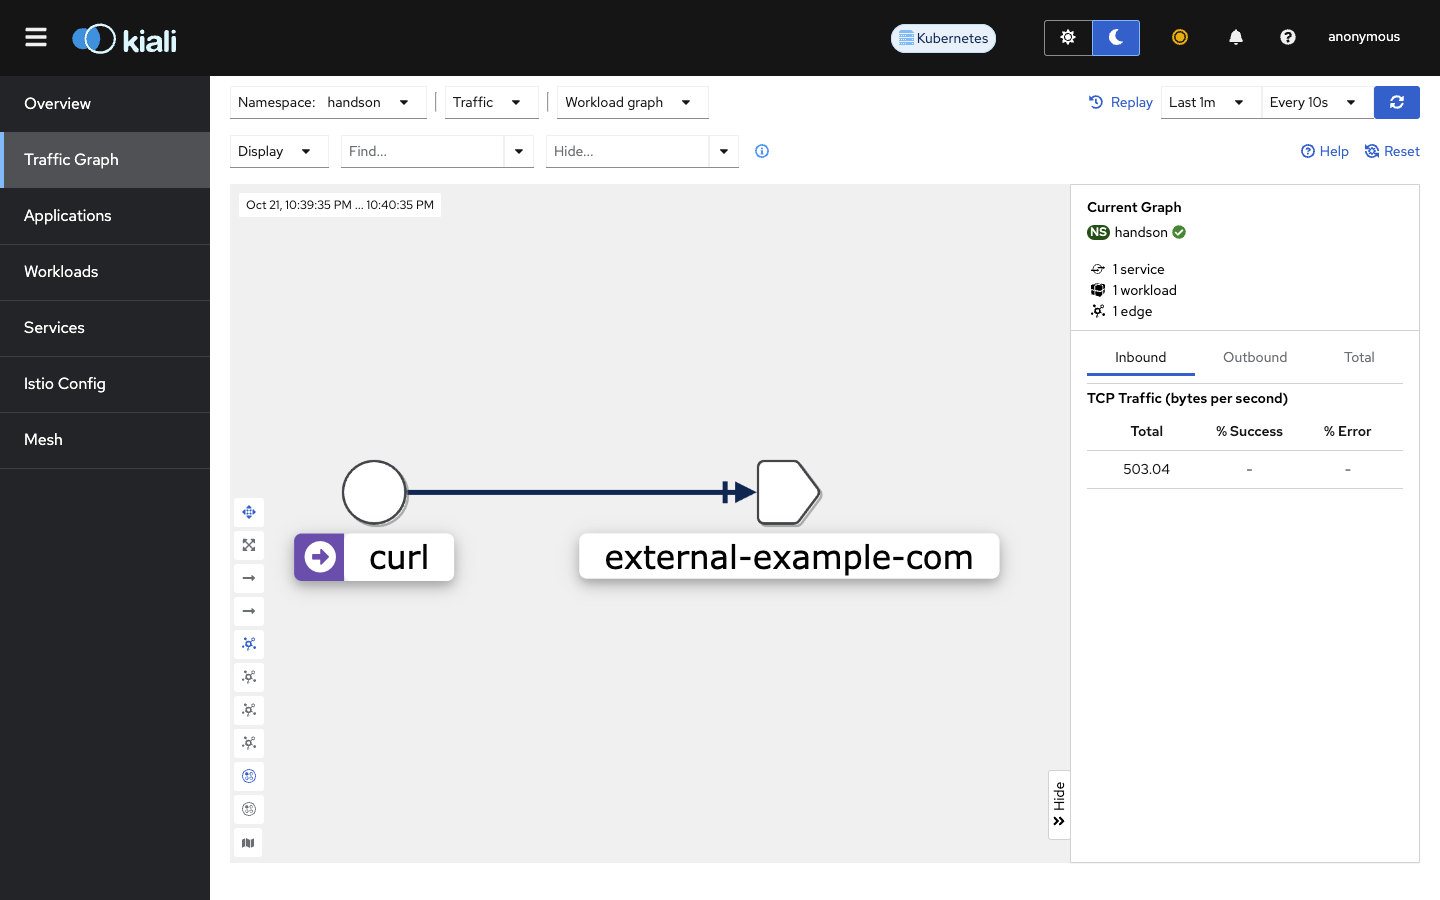 kiali
Kubernetes
anonymous
Overview
Traffic Graph
Applications
Workloads
Services
Istio Config
Mesh
Namespace: handson
Traffic
Workload graph
Replay
Last 1m
Every 10s
Display
Find...
Hide...
Help
Reset
Oct 21, 10:39:35 PM ... 10:40:35 PM
curl
external-example-com
Hide
Current Graph
NS handson
1 service
1 workload
1 edge
Inbound Outbound Total
TCP Traffic (bytes per second)
Total % Success % Error
503.04 - -